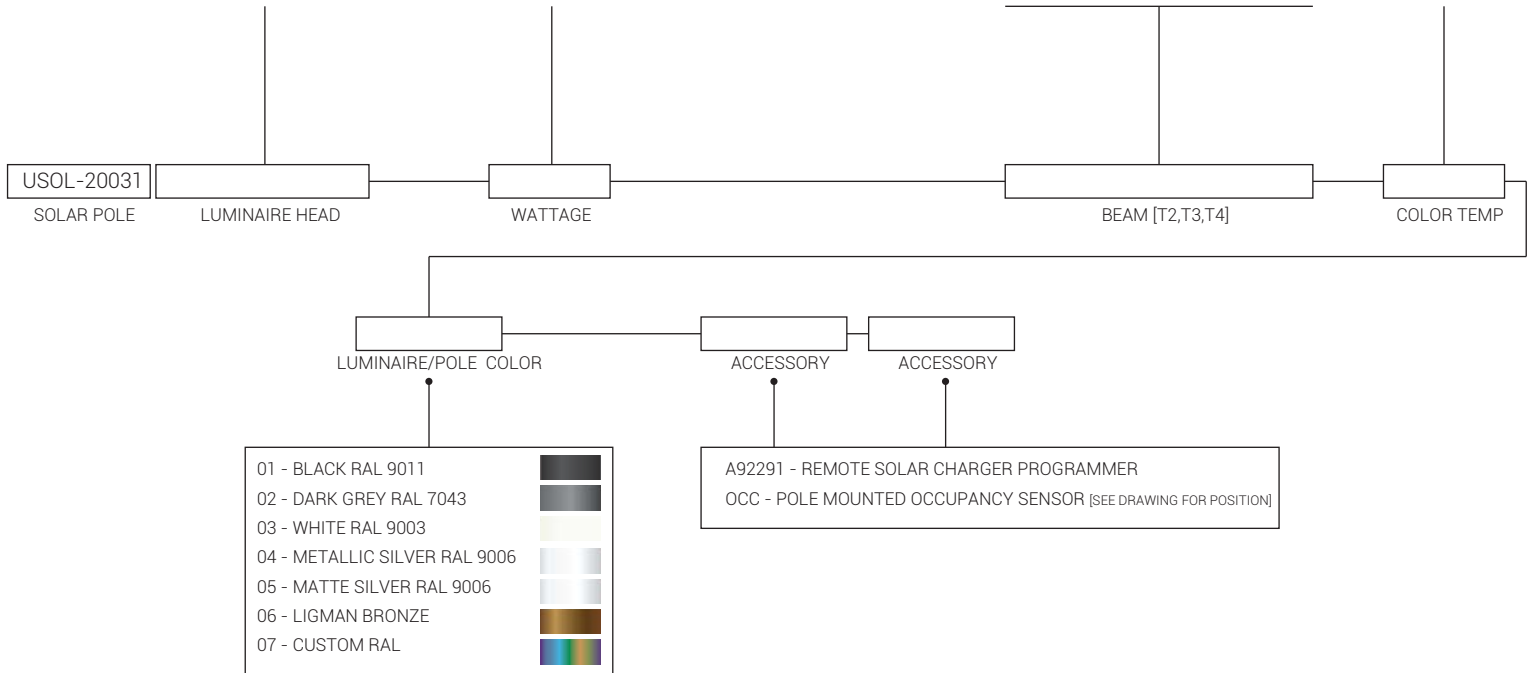 USOL-20031
SOLAR POLE
LUMINAIRE HEAD
WATTAGE
BEAM [T2,T3,T4]
COLOR TEMP
LUMINAIRE/POLE COLOR
ACCESSORY
ACCESSORY
01 - BLACK RAL 9011
02 - DARK GREY RAL 7043
03 - WHITE RAL 9003
04 - METALLIC SILVER RAL 9006
05 - MATTE SILVER RAL 9006
06 - LIGMAN BRONZE
07 - CUSTOM RAL
A92291 - REMOTE SOLAR CHARGER PROGRAMMER
OCC - POLE MOUNTED OCCUPANCY SENSOR [SEE DRAWING FOR POSITION]